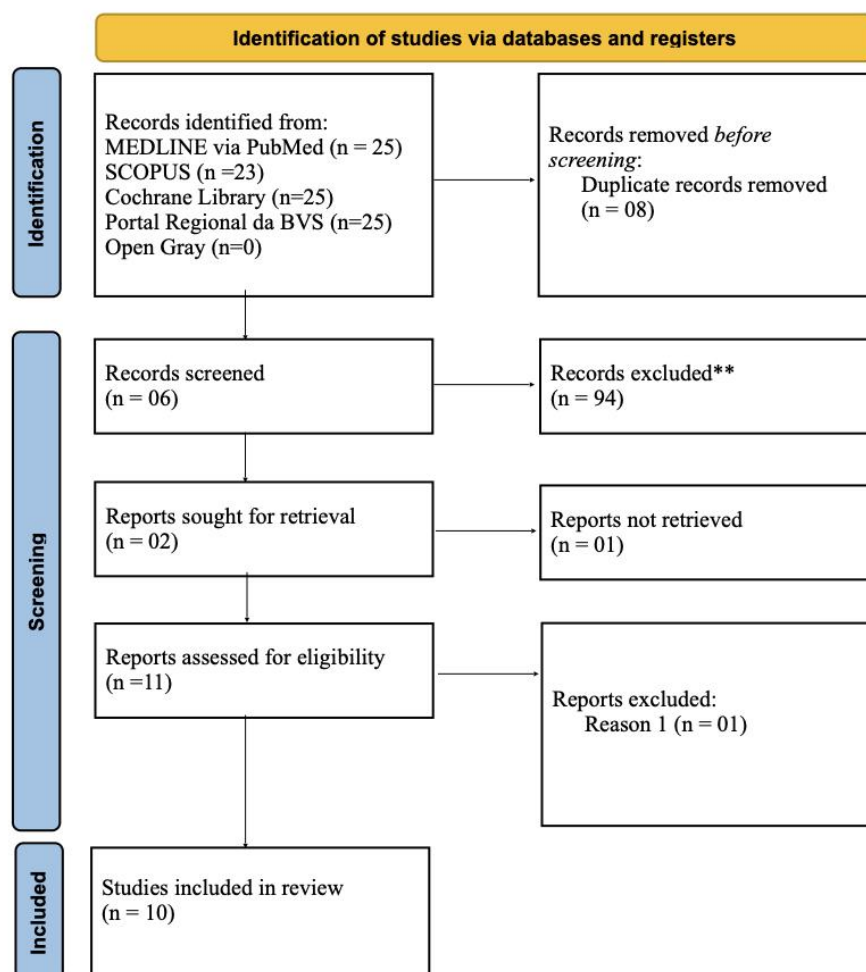 Identification of studies via databases and registers
Identification
Records identified from:
MEDLINE via PubMed (n = 25)
SCOPUS (n =23)
Cochrane Library (n=25)
Portal Regional da BVS (n=25)
Open Gray (n=0)
Records removed before
screening:
Duplicate records removed
(n = 08)
Screening
Records screened
(n = 06)
Records excluded**
(n = 94)
Reports sought for retrieval
(n = 02)
Reports not retrieved
(n = 01)
Reports assessed for eligibility
(n =11)
Reports excluded:
Reason 1 (n = 01)
Included
Studies included in review
(n = 10)